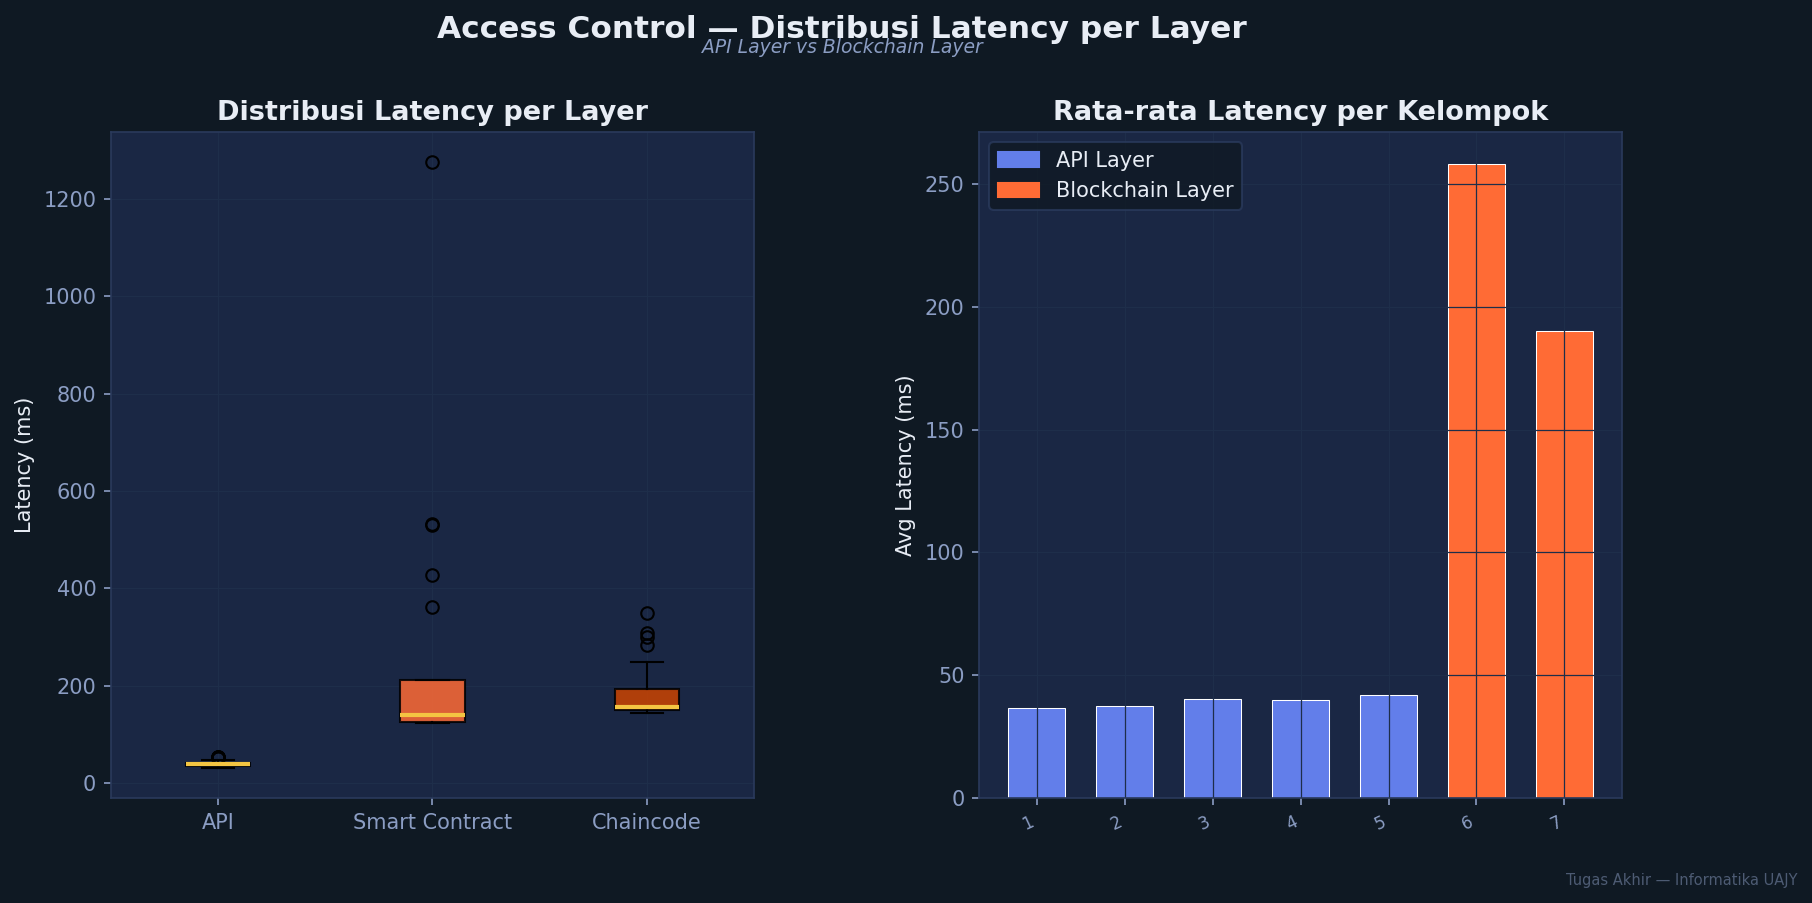 Access Control — Distribusi Latency per Layer
API Layer vs Blockchain Layer
Distribusi Latency per Layer
Latency (ms)
1200
1000
800
600
400
200
0
API
Smart Contract
Chaincode
Rata-rata Latency per Kelompok
API Layer
Blockchain Layer
Avg Latency (ms)
250
200
150
100
50
0
1
2
3
4
5
6
7
Tugas Akhir — Informatika UAJY